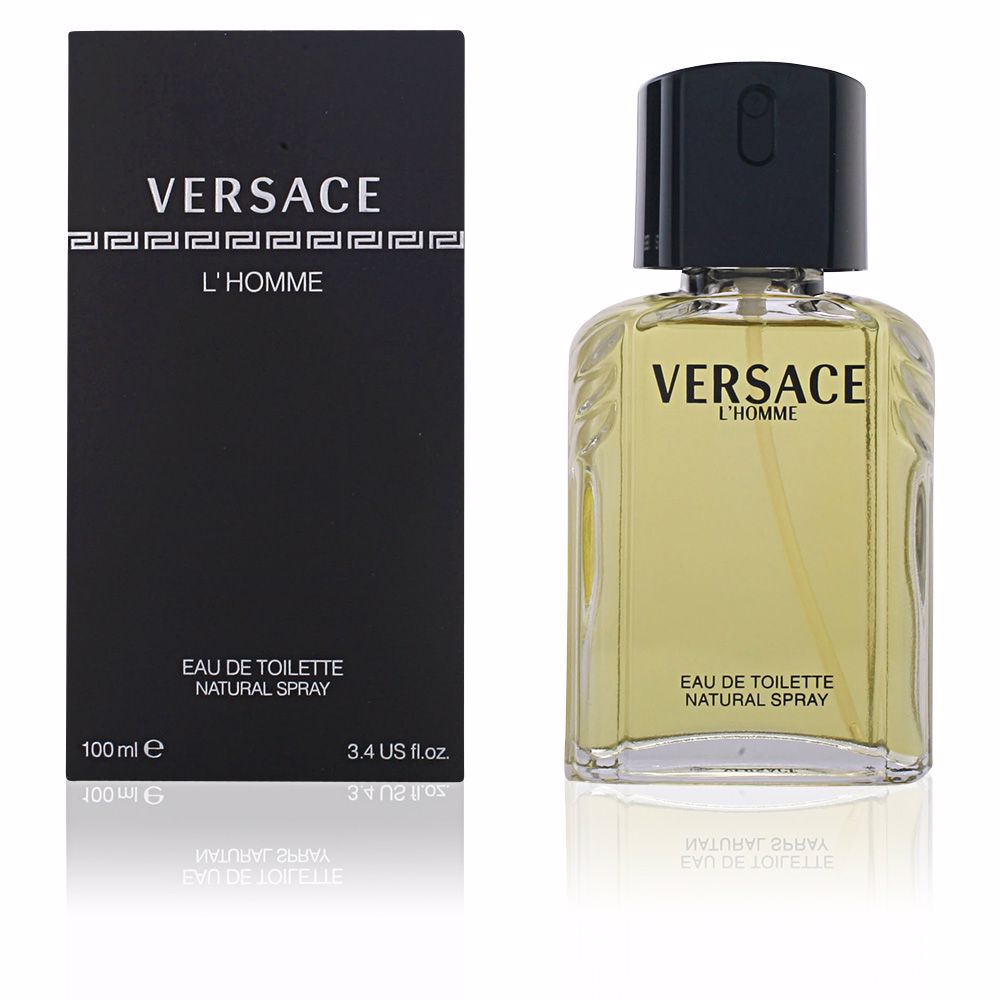 VERSACE
L'HOMME
EAU DE TOILETTE
NATURAL SPRAY
100 ml ℮
3.4 US fl.oz.
VERSACE
L'HOMME
EAU DE TOILETTE
NATURAL SPRAY